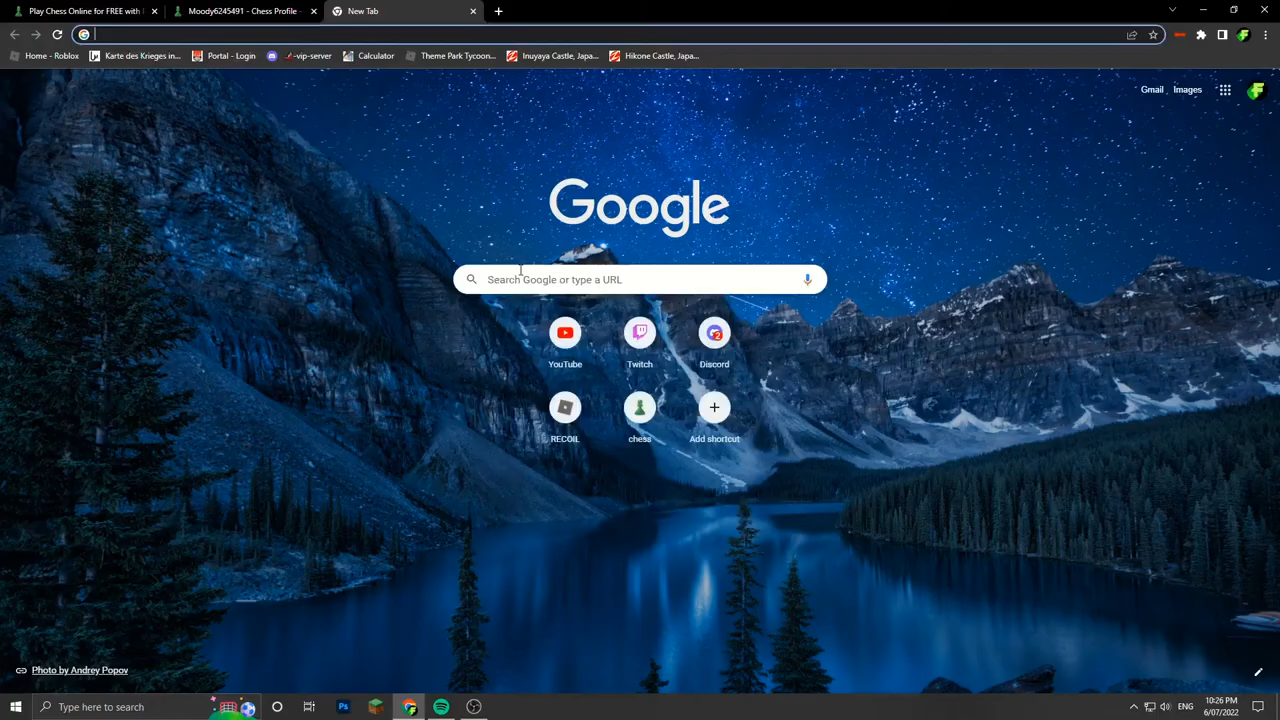 Play Chess Online for FREE with
Moody6245491 - Chess Profile -
New Tab
Home - Roblox
Karte des Krieges in...
Portal - Login
-vip-server
Calculator
Theme Park Tycoon...
Inuyaya Castle, Japa...
Hikone Castle, Japa...
Gmail
Images
Google
Search Google or type a URL
YouTube
Twitch
2
Discord
RECOIL
chess
Add shortcut
Photo by Andrey Popov
Type here to search
Ps
10:26 PM
6/07/2022
ENG